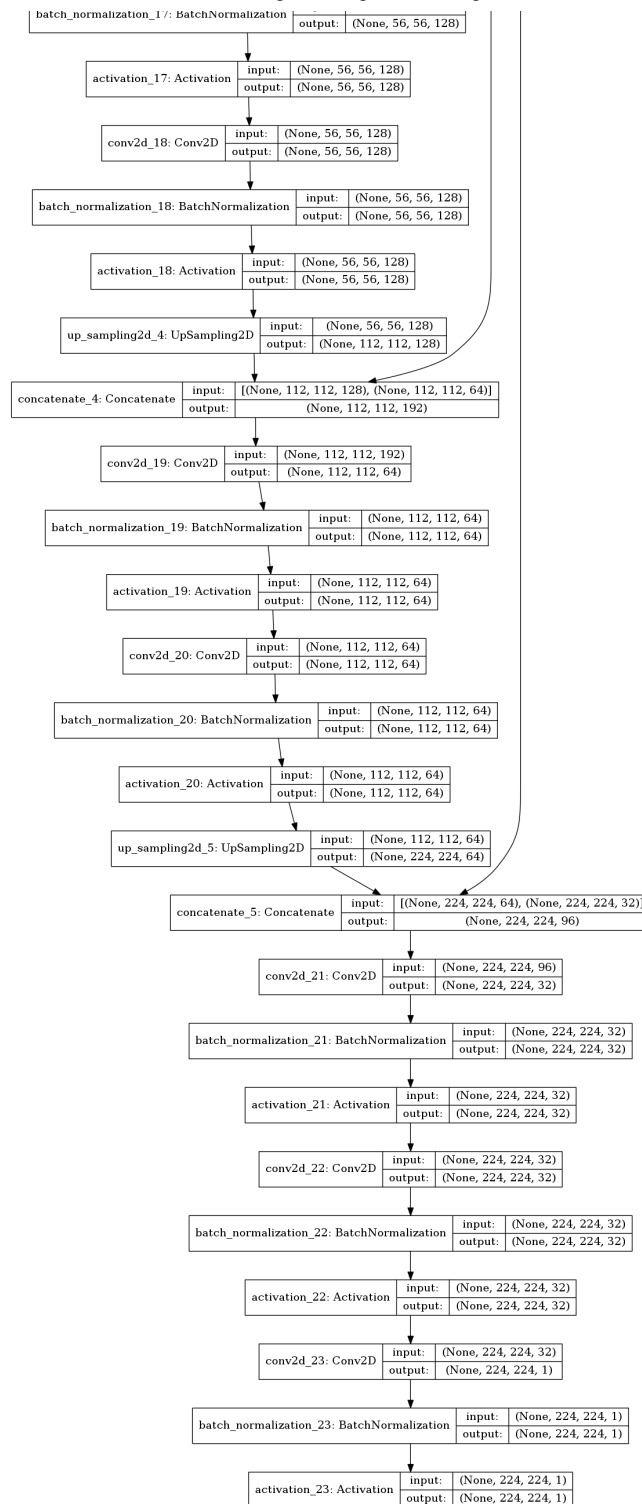 batch_normalization_17: BatchNormalization
output: (None, 56, 56, 128)
activation_17: Activation
input: (None, 56, 56, 128)
output: (None, 56, 56, 128)
conv2d_18: Conv2D
input: (None, 56, 56, 128)
output: (None, 56, 56, 128)
batch_normalization_18: BatchNormalization
input: (None, 56, 56, 128)
output: (None, 56, 56, 128)
activation_18: Activation
input: (None, 56, 56, 128)
output: (None, 56, 56, 128)
up_sampling2d_4: UpSampling2D
input: (None, 56, 56, 128)
output: (None, 112, 112, 128)
concatenate_4: Concatenate
input: [(None, 112, 112, 128), (None, 112, 112, 64)]
output: (None, 112, 112, 192)
conv2d_19: Conv2D
input: (None, 112, 112, 192)
output: (None, 112, 112, 64)
batch_normalization_19: BatchNormalization
input: (None, 112, 112, 64)
output: (None, 112, 112, 64)
activation_19: Activation
input: (None, 112, 112, 64)
output: (None, 112, 112, 64)
conv2d_20: Conv2D
input: (None, 112, 112, 64)
output: (None, 112, 112, 64)
batch_normalization_20: BatchNormalization
input: (None, 112, 112, 64)
output: (None, 112, 112, 64)
activation_20: Activation
input: (None, 112, 112, 64)
output: (None, 112, 112, 64)
up_sampling2d_5: UpSampling2D
input: (None, 112, 112, 64)
output: (None, 224, 224, 64)
concatenate_5: Concatenate
input: [(None, 224, 224, 64), (None, 224, 224, 32)]
output: (None, 224, 224, 96)
conv2d_21: Conv2D
input: (None, 224, 224, 96)
output: (None, 224, 224, 32)
batch_normalization_21: BatchNormalization
input: (None, 224, 224, 32)
output: (None, 224, 224, 32)
activation_21: Activation
input: (None, 224, 224, 32)
output: (None, 224, 224, 32)
conv2d_22: Conv2D
input: (None, 224, 224, 32)
output: (None, 224, 224, 32)
batch_normalization_22: BatchNormalization
input: (None, 224, 224, 32)
output: (None, 224, 224, 32)
activation_22: Activation
input: (None, 224, 224, 32)
output: (None, 224, 224, 32)
conv2d_23: Conv2D
input: (None, 224, 224, 32)
output: (None, 224, 224, 1)
batch_normalization_23: BatchNormalization
input: (None, 224, 224, 1)
output: (None, 224, 224, 1)
activation_23: Activation
input: (None, 224, 224, 1)
output: (None, 224, 224, 1)